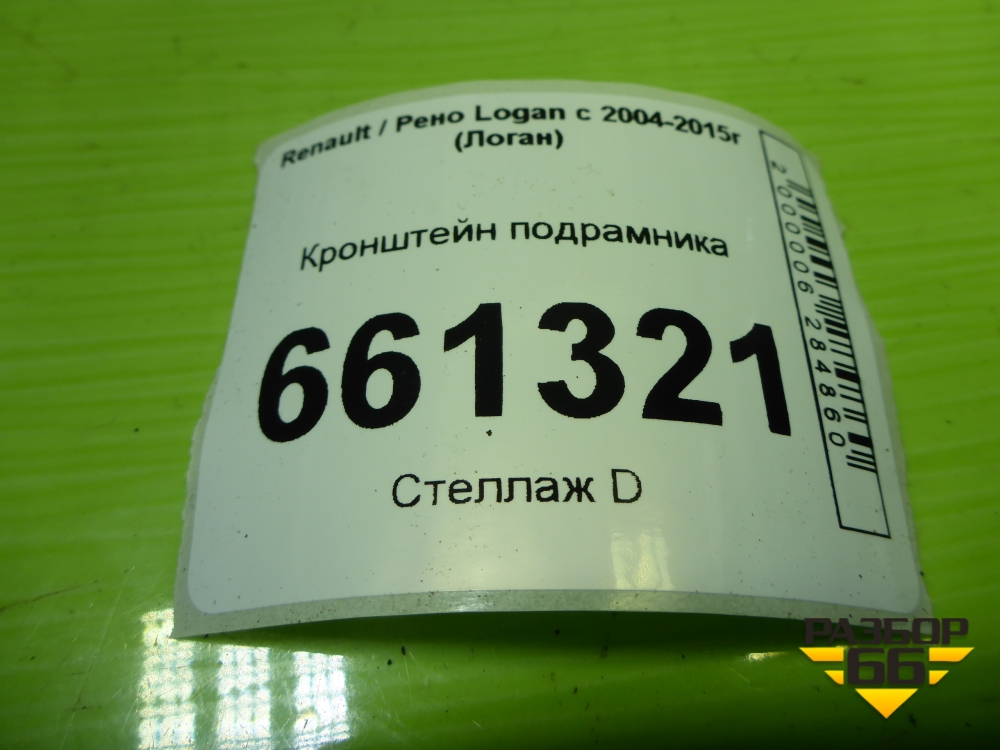 Renault / Рено Logan с 2004-2015г
(Логан)
Кронштейн подрамника
661321
Стеллаж D
2000006284860
РАЗБОР
66